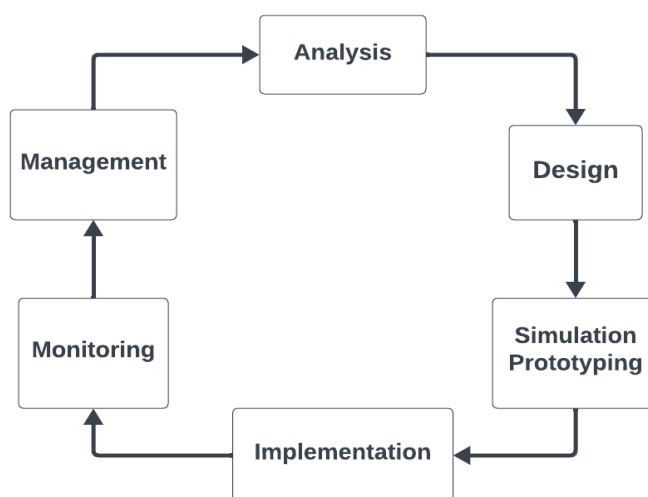 Analysis
Management
Design
Monitoring
Simulation
Prototyping
Implementation